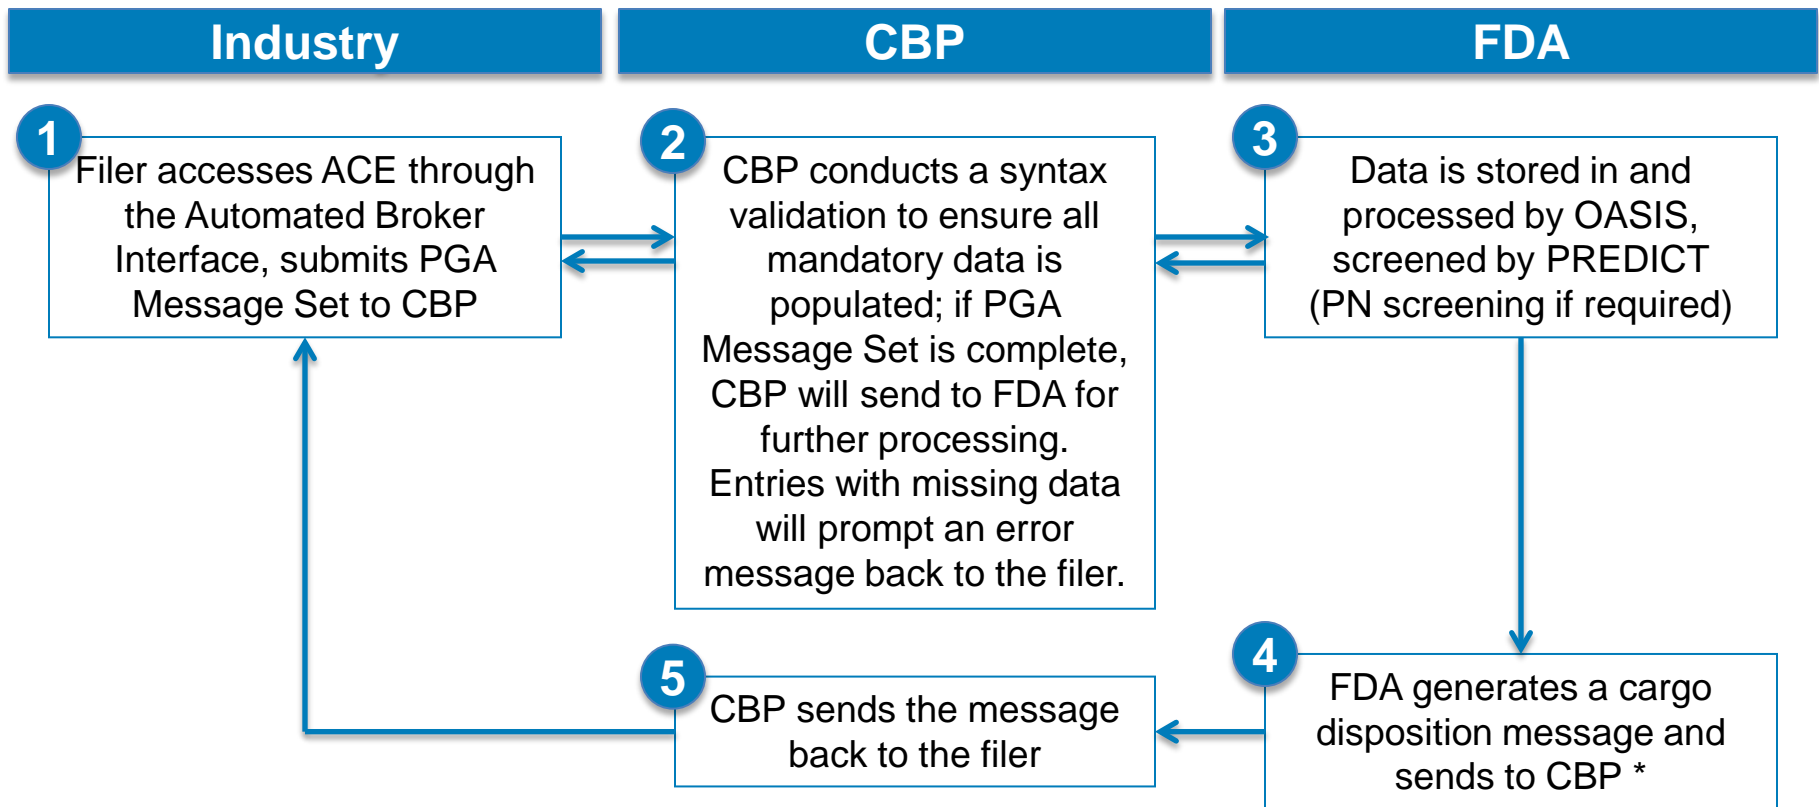 Industry
CBP
FDA
1
Filer accesses ACE through
the Automated Broker
Interface, submits PGA
Message Set to CBP
2
CBP conducts a syntax
validation to ensure all
mandatory data is
populated; if PGA
Message Set is complete,
CBP will send to FDA for
further processing.
Entries with missing data
will prompt an error
message back to the filer.
3
Data is stored in and
processed by OASIS,
screened by PREDICT
(PN screening if required)
4
FDA generates a cargo
disposition message and
sends to CBP *
5
CBP sends the message
back to the filer